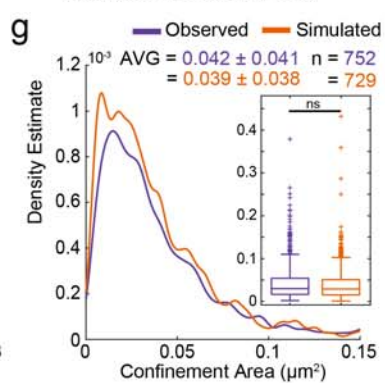 g
Observed Simulated
AVG = 0.042 ± 0.041 n = 752
= 0.039 ± 0.038 = 729
10⁻³
1.2
1
0.8
0.6
0.4
0.2
0
Density Estimate
ns
0.4
0.3
0.2
0.1
0
0 0.05 0.1 0.15
Confinement Area (μm²)